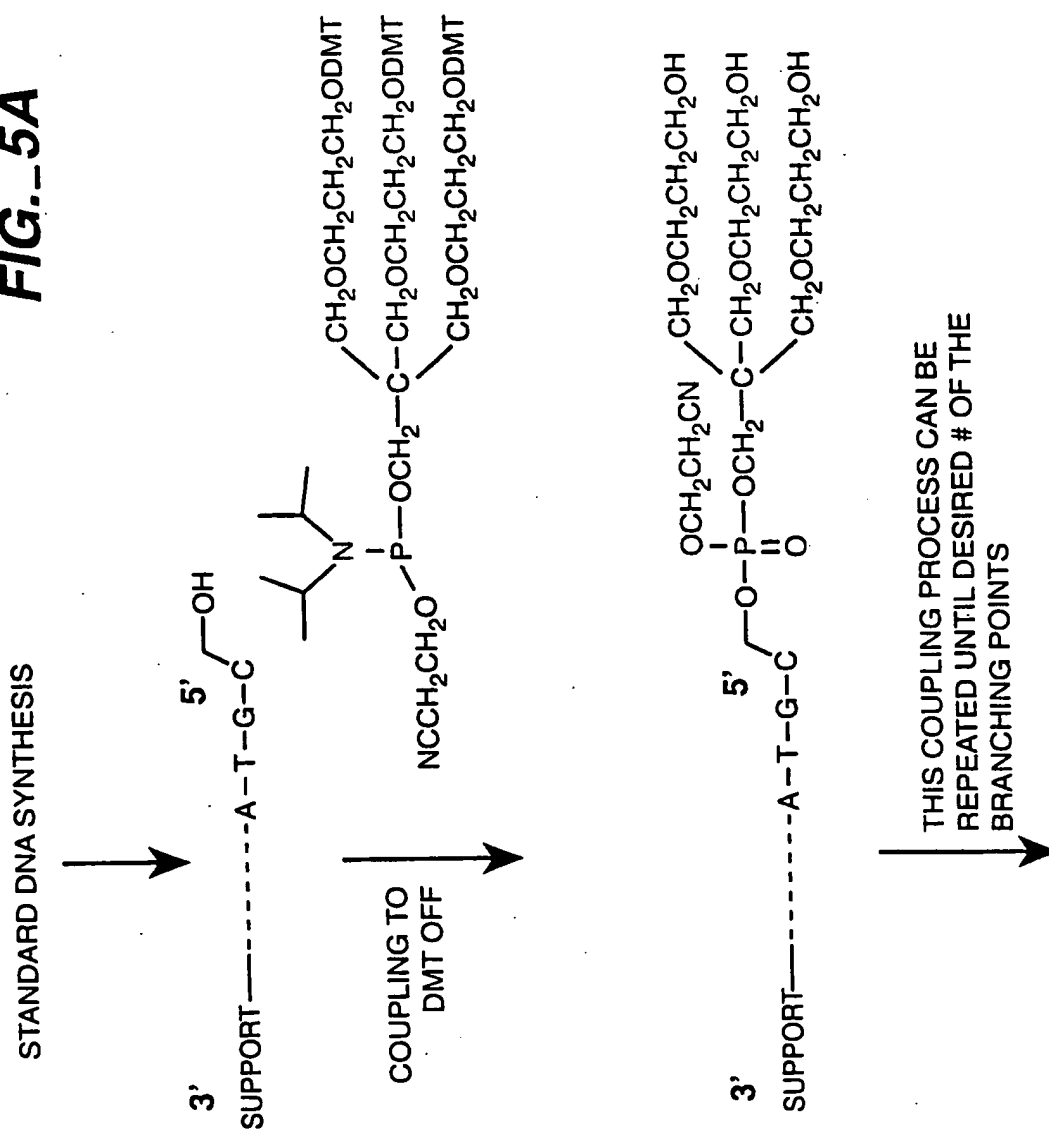 FIG._5A
STANDARD DNA SYNTHESIS
3' 5'
SUPPORT A-T-G-C OH
NCCH₂CH₂O P N OCH₂ C
CH₂OCH₂CH₂CH₂ODMT
CH₂OCH₂CH₂CH₂ODMT
CH₂OCH₂CH₂CH₂ODMT
COUPLING TO
DMT OFF
3' 5'
SUPPORT A-T-G-C O-P-OCH₂-C
OCH₂CH₂CN
O
CH₂OCH₂CH₂CH₂OH
CH₂OCH₂CH₂CH₂OH
CH₂OCH₂CH₂CH₂OH
THIS COUPLING PROCESS CAN BE
REPEATED UNTIL DESIRED # OF THE
BRANCHING POINTS